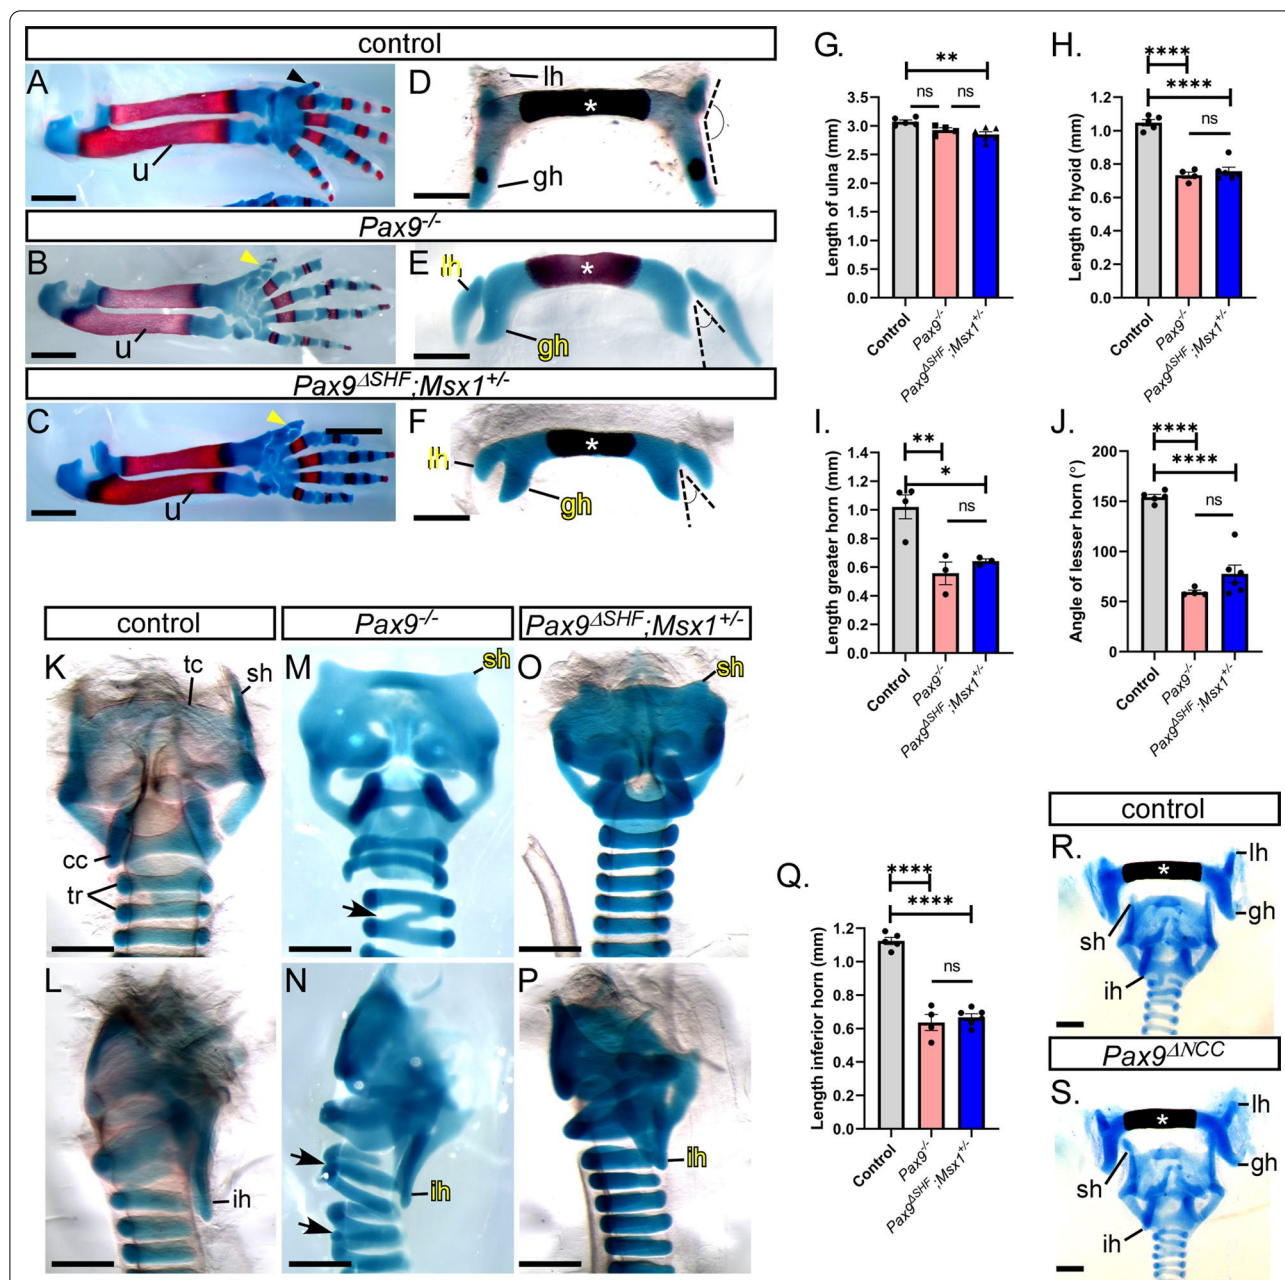 control
A
u
D
lh
*
gh
Pax9-/-
B
u
E
lh
*
gh
Pax9ΔSHF;Msx1+/-
C
u
F
lh
*
gh
G.
**
ns ns
Length of ulna (mm)
3.5
3.0
2.5
2.0
1.5
1.0
0.5
0.0
Control
Pax9-/-
Pax9ΔSHF;Msx1+/-
H.
****
****
ns
Length of hyoid (mm)
1.2
1.0
0.8
0.6
0.4
0.2
0.0
Control
Pax9-/-
Pax9ΔSHF;Msx1+/-
I.
**
*
ns
Length greater horn (mm)
1.4
1.2
1.0
0.8
0.6
0.4
0.2
0.0
Control
Pax9-/-
Pax9ΔSHF;Msx1+/-
J.
****
****
ns
Angle of lesser horn (°)
200
150
100
50
0
Control
Pax9-/-
Pax9ΔSHF;Msx1+/-
control
Pax9-/-
Pax9ΔSHF;Msx1+/-
K
tc
sh
cc
tr
M
sh
O
sh
L
ih
N
ih
P
ih
Q.
****
****
ns
Length inferior horn (mm)
1.2
1.0
0.8
0.6
0.4
0.2
0.0
Control
Pax9-/-
Pax9ΔSHF;Msx1+/-
control
R.
lh
*
gh
sh
ih
Pax9ΔNCC
S.
lh
*
gh
sh
ih